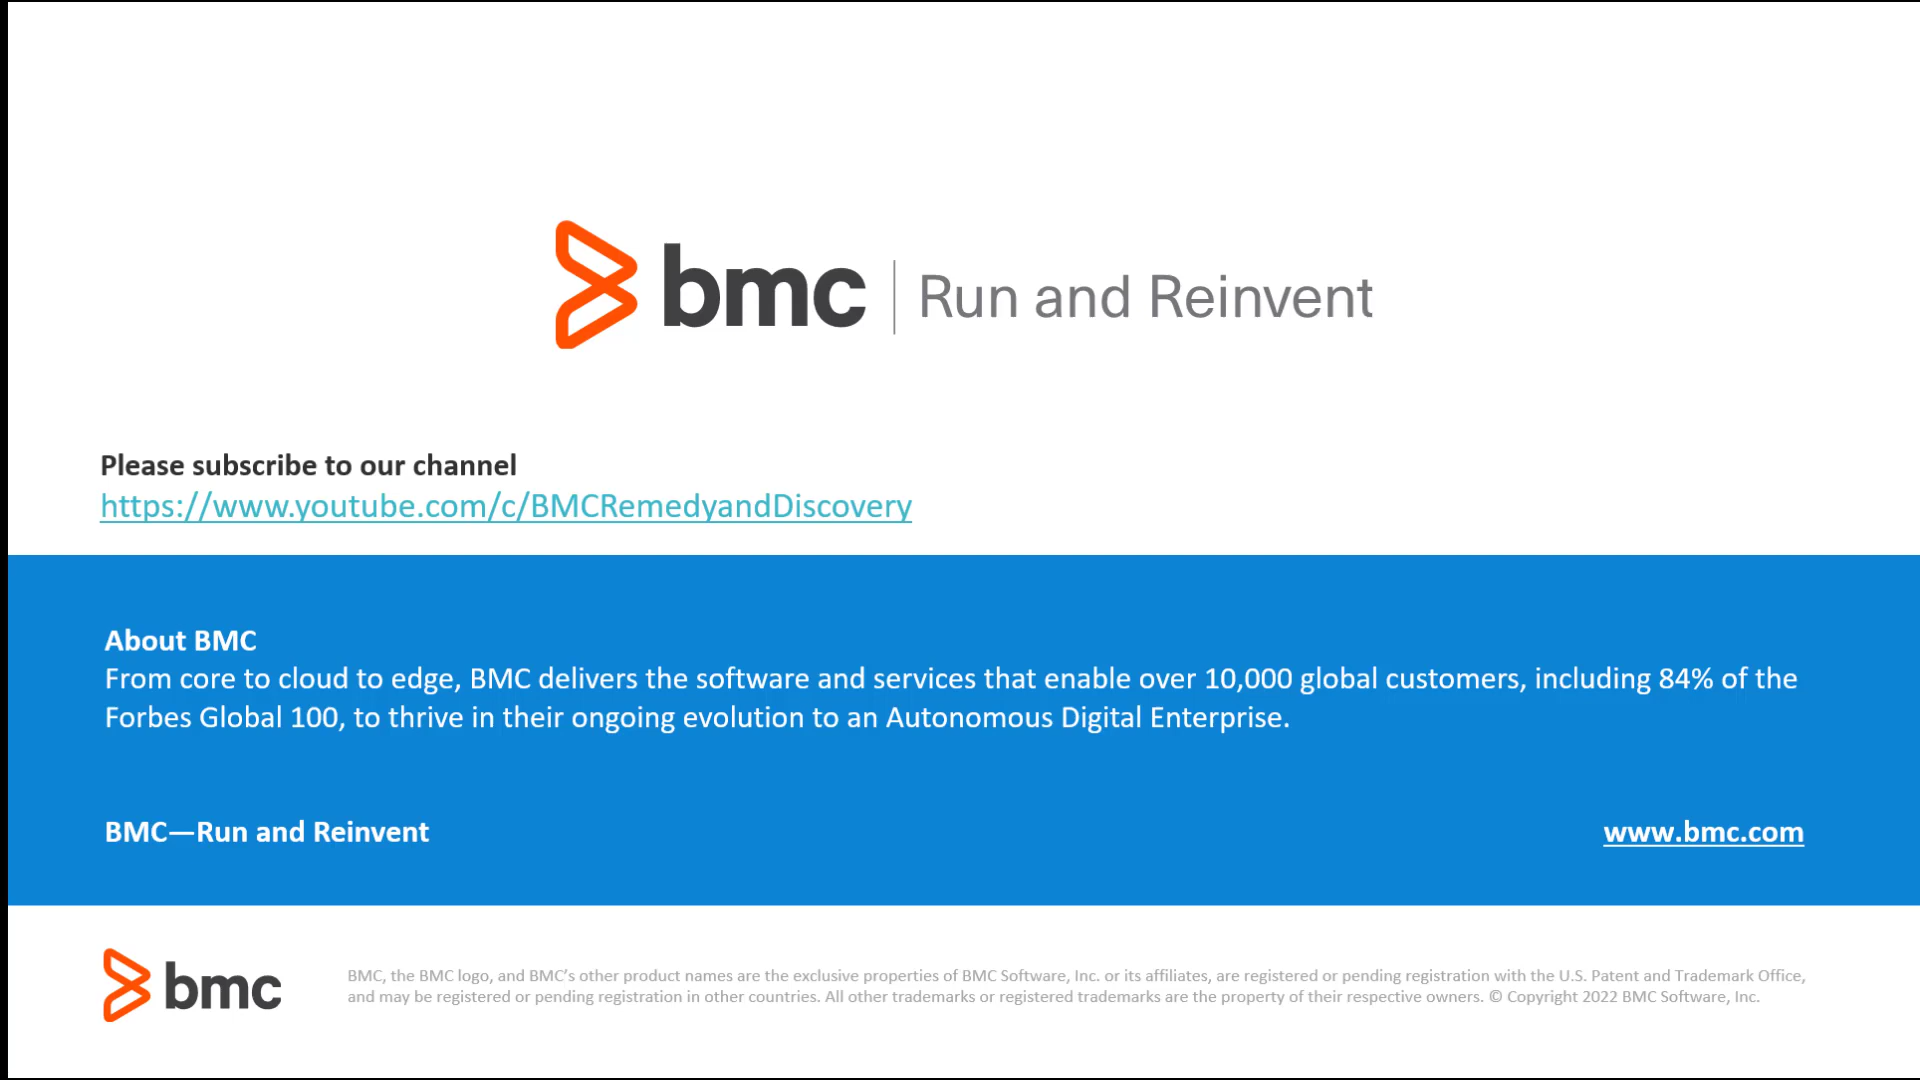 bmc | Run and Reinvent
Please subscribe to our channel
https://www.youtube.com/c/BMCRemedyandDiscovery
About BMC
From core to cloud to edge, BMC delivers the software and services that enable over 10,000 global customers, including 84% of the
Forbes Global 100, to thrive in their ongoing evolution to an Autonomous Digital Enterprise.
BMC—Run and Reinvent
www.bmc.com
bmc
BMC, the BMC logo, and BMC’s other product names are the exclusive properties of BMC Software, Inc. or its affiliates, are registered or pending registration with the U.S. Patent and Trademark Office,
and may be registered or pending registration in other countries. All other trademarks or registered trademarks are the property of their respective owners. © Copyright 2022 BMC Software, Inc.